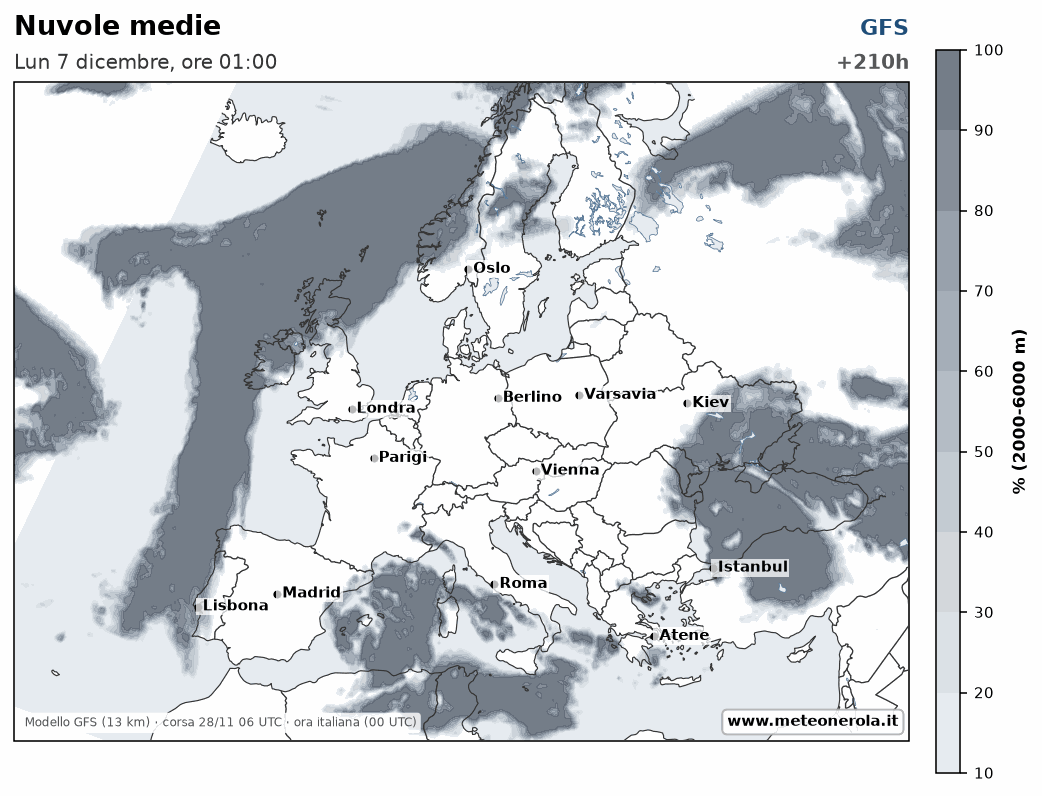 Nuvole medie
GFS
Lun 7 dicembre, ore 01:00
+210h
Oslo
Londra
Berlino
Varsavia
Kiev
Parigi
Vienna
Istanbul
Roma
Madrid
Lisbona
Atene
Modello GFS (13 km) · corsa 28/11 06 UTC · ora italiana (00 UTC)
www.meteonerola.it
100
90
80
70
60
50
40
30
20
10
% (2000-6000 m)